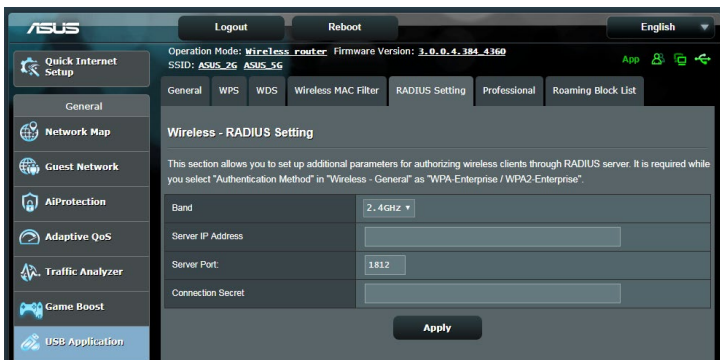 ASUS
Logout
Reboot
English
Quick Internet
Setup
General
Network Map
Guest Network
AiProtection
Adaptive QoS
Traffic Analyzer
Game Boost
USB Application
Operation Mode: Wireless router Firmware Version: 3.0.0.4.384_4360
SSID: ASUS_2G ASUS_5G
App
General WPS WDS Wireless MAC Filter RADIUS Setting Professional Roaming Block List
Wireless - RADIUS Setting
This section allows you to set up additional parameters for authorizing wireless clients through RADIUS server. It is required while
you select "Authentication Method" in "Wireless - General" as "WPA-Enterprise / WPA2-Enterprise".
Band 2.4GHz
Server IP Address
Server Port: 1812
Connection Secret
Apply